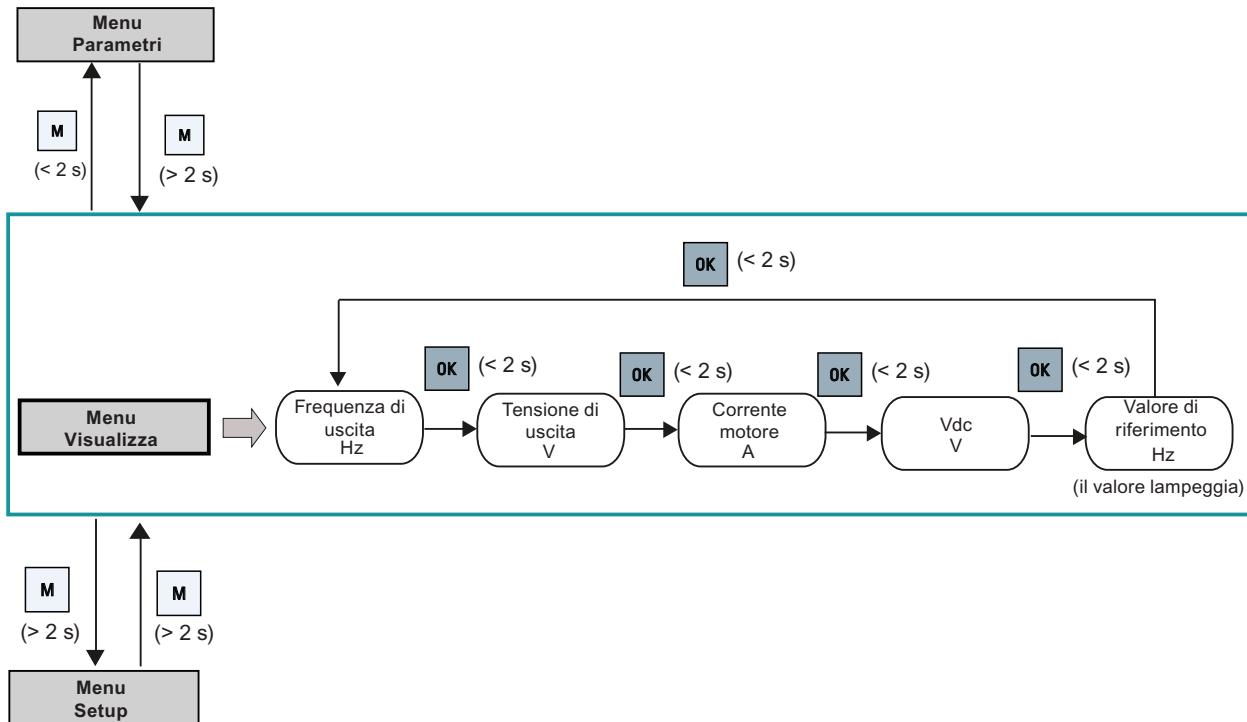 Menu
Parametri
M
(< 2 s)
M
(> 2 s)
OK (< 2 s)
OK (< 2 s)
OK (< 2 s)
OK (< 2 s)
OK (< 2 s)
Menu
Visualizza
Frequenza di
uscita
Hz
Tensione di
uscita
V
Corrente
motore
A
Vdc
V
Valore di
riferimento
Hz
(il valore lampeggia)
M
(> 2 s)
M
(> 2 s)
Menu
Setup